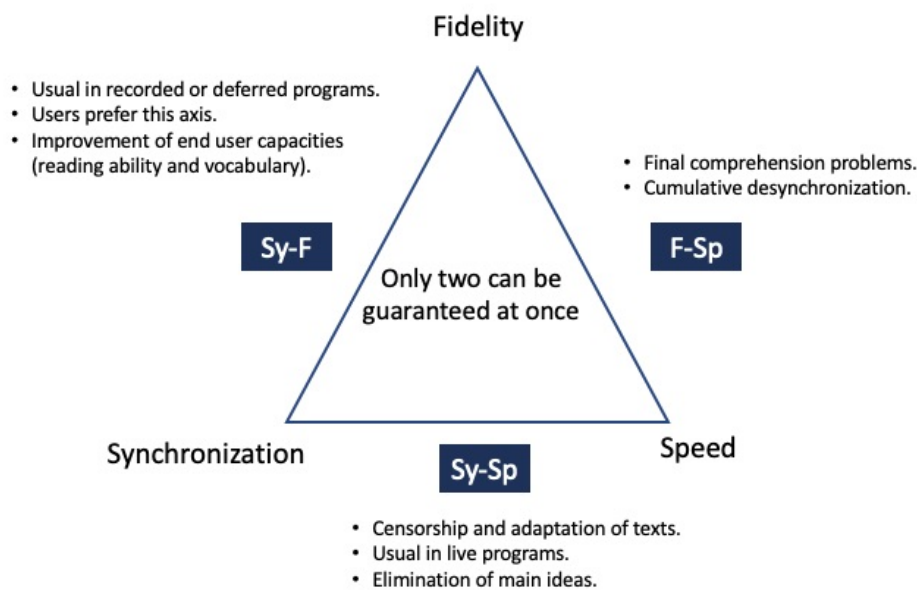 Fidelity
• Usual in recorded or deferred programs.
• Users prefer this axis.
• Improvement of end user capacities
(reading ability and vocabulary).
• Final comprehension problems.
• Cumulative desynchronization.
Sy-F
F-Sp
Only two can be
guaranteed at once
Synchronization
Speed
Sy-Sp
• Censorship and adaptation of texts.
• Usual in live programs.
• Elimination of main ideas.